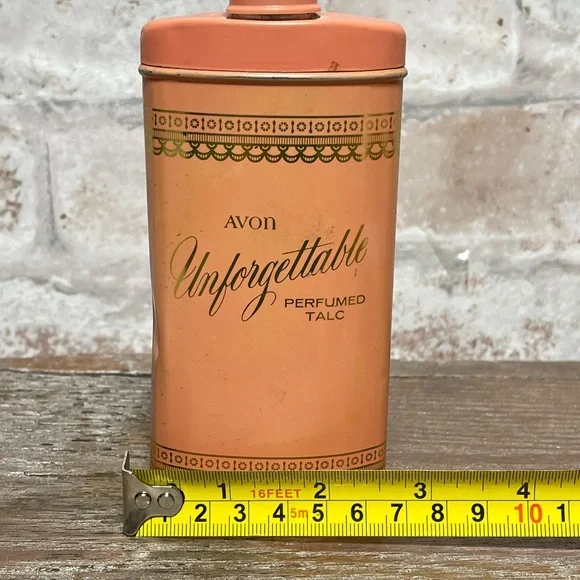 AVON
Unforgettable
PERFUMED
TALC
1 16FEET 2 3 4
1 2 3 4 5m 5 6 7 8 9 10 11